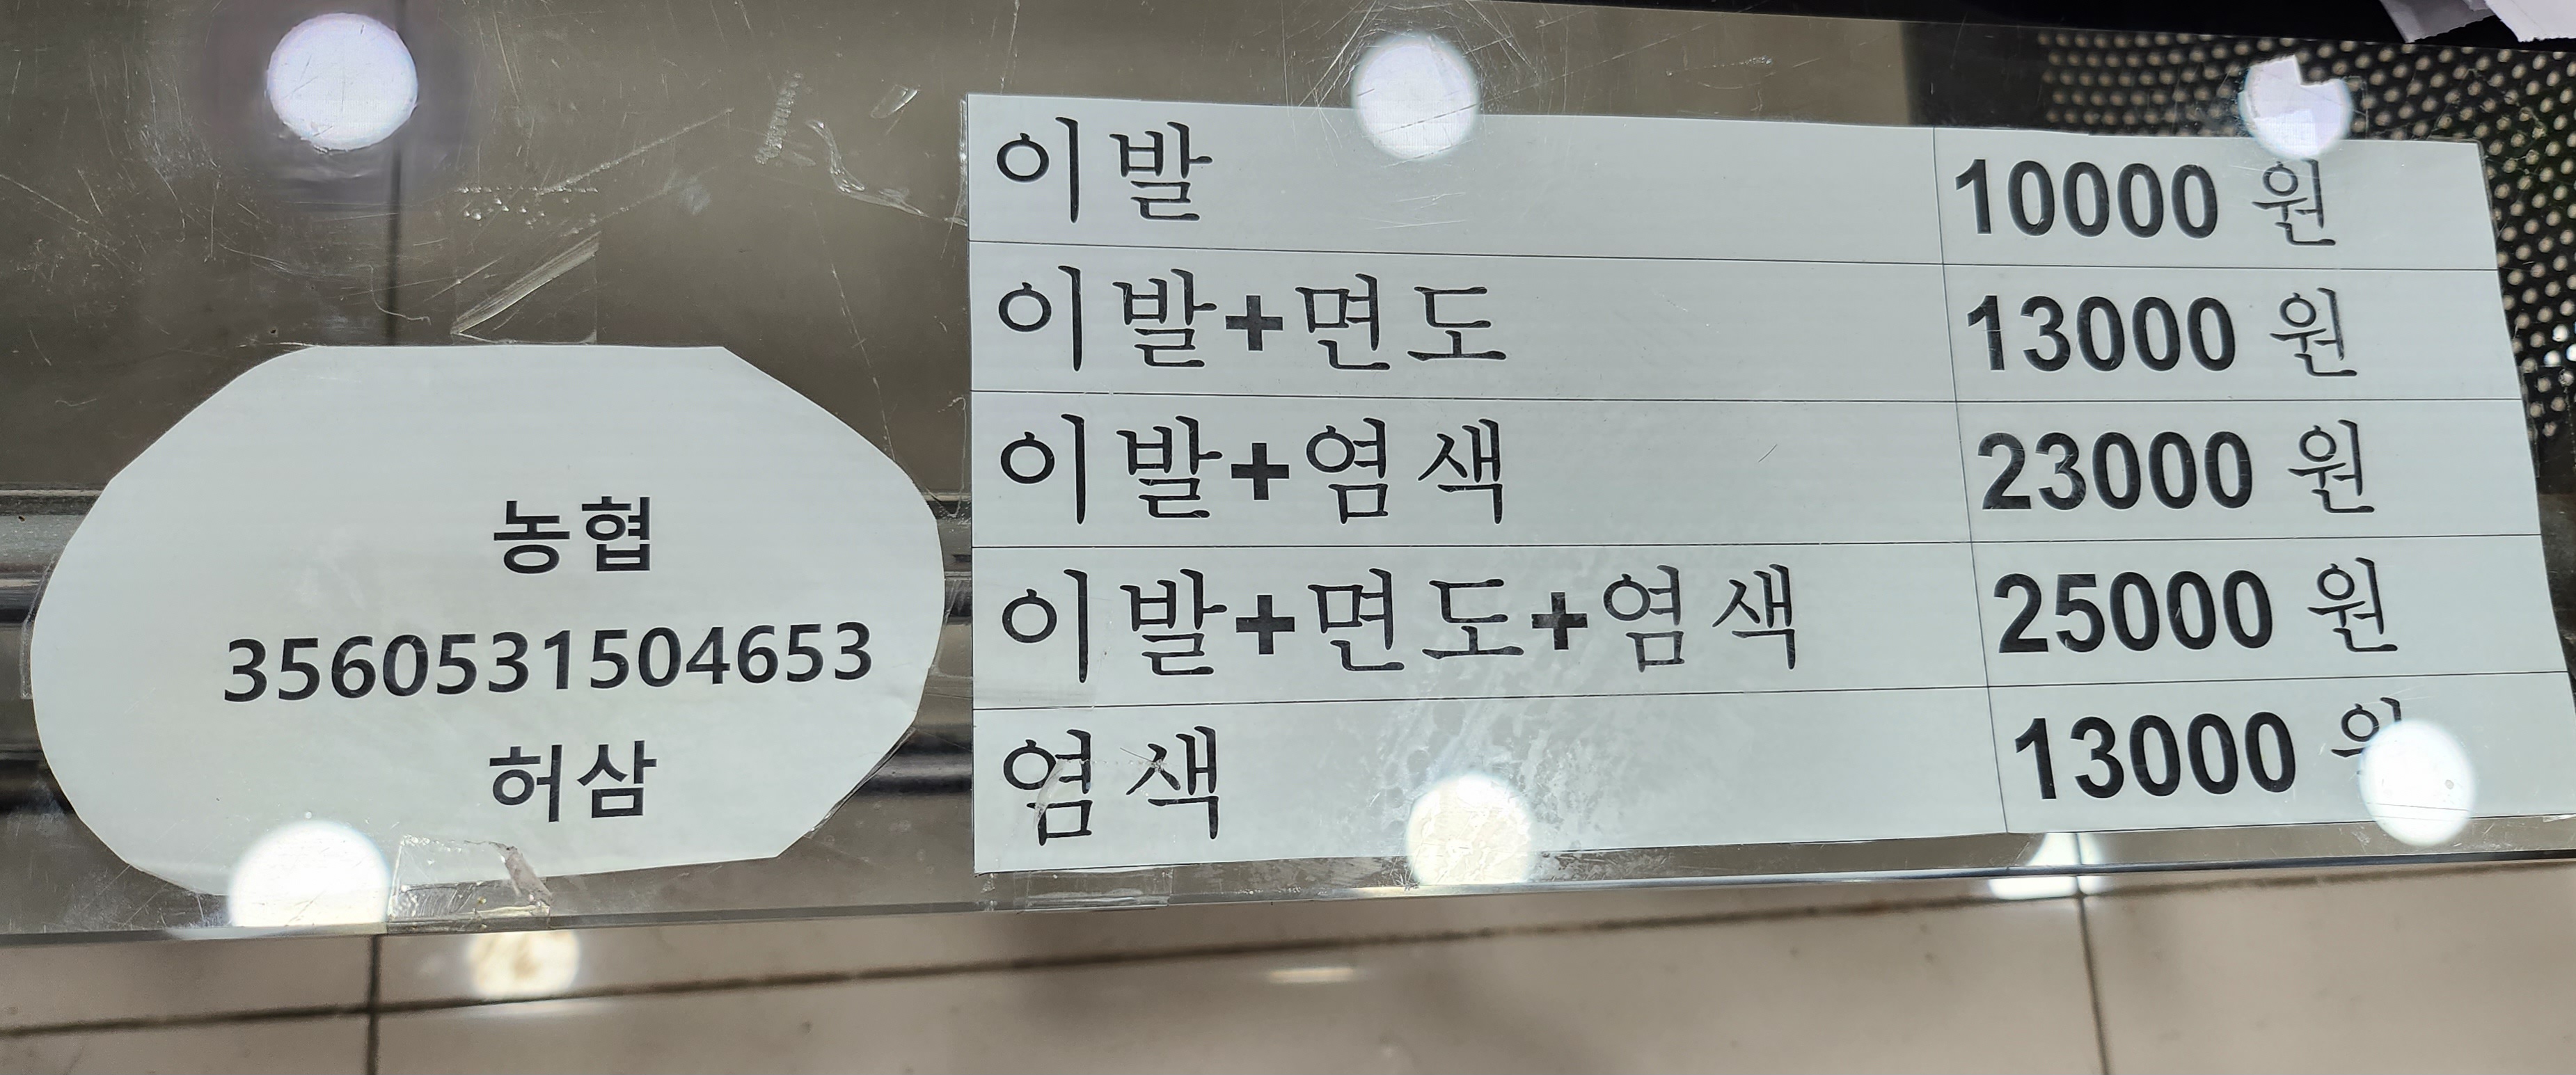 농협
3560531504653
허삼
이발 10000 원
이발+면도 13000 원
이발+염색 23000 원
이발+면도+염색 25000 원
염색 13000